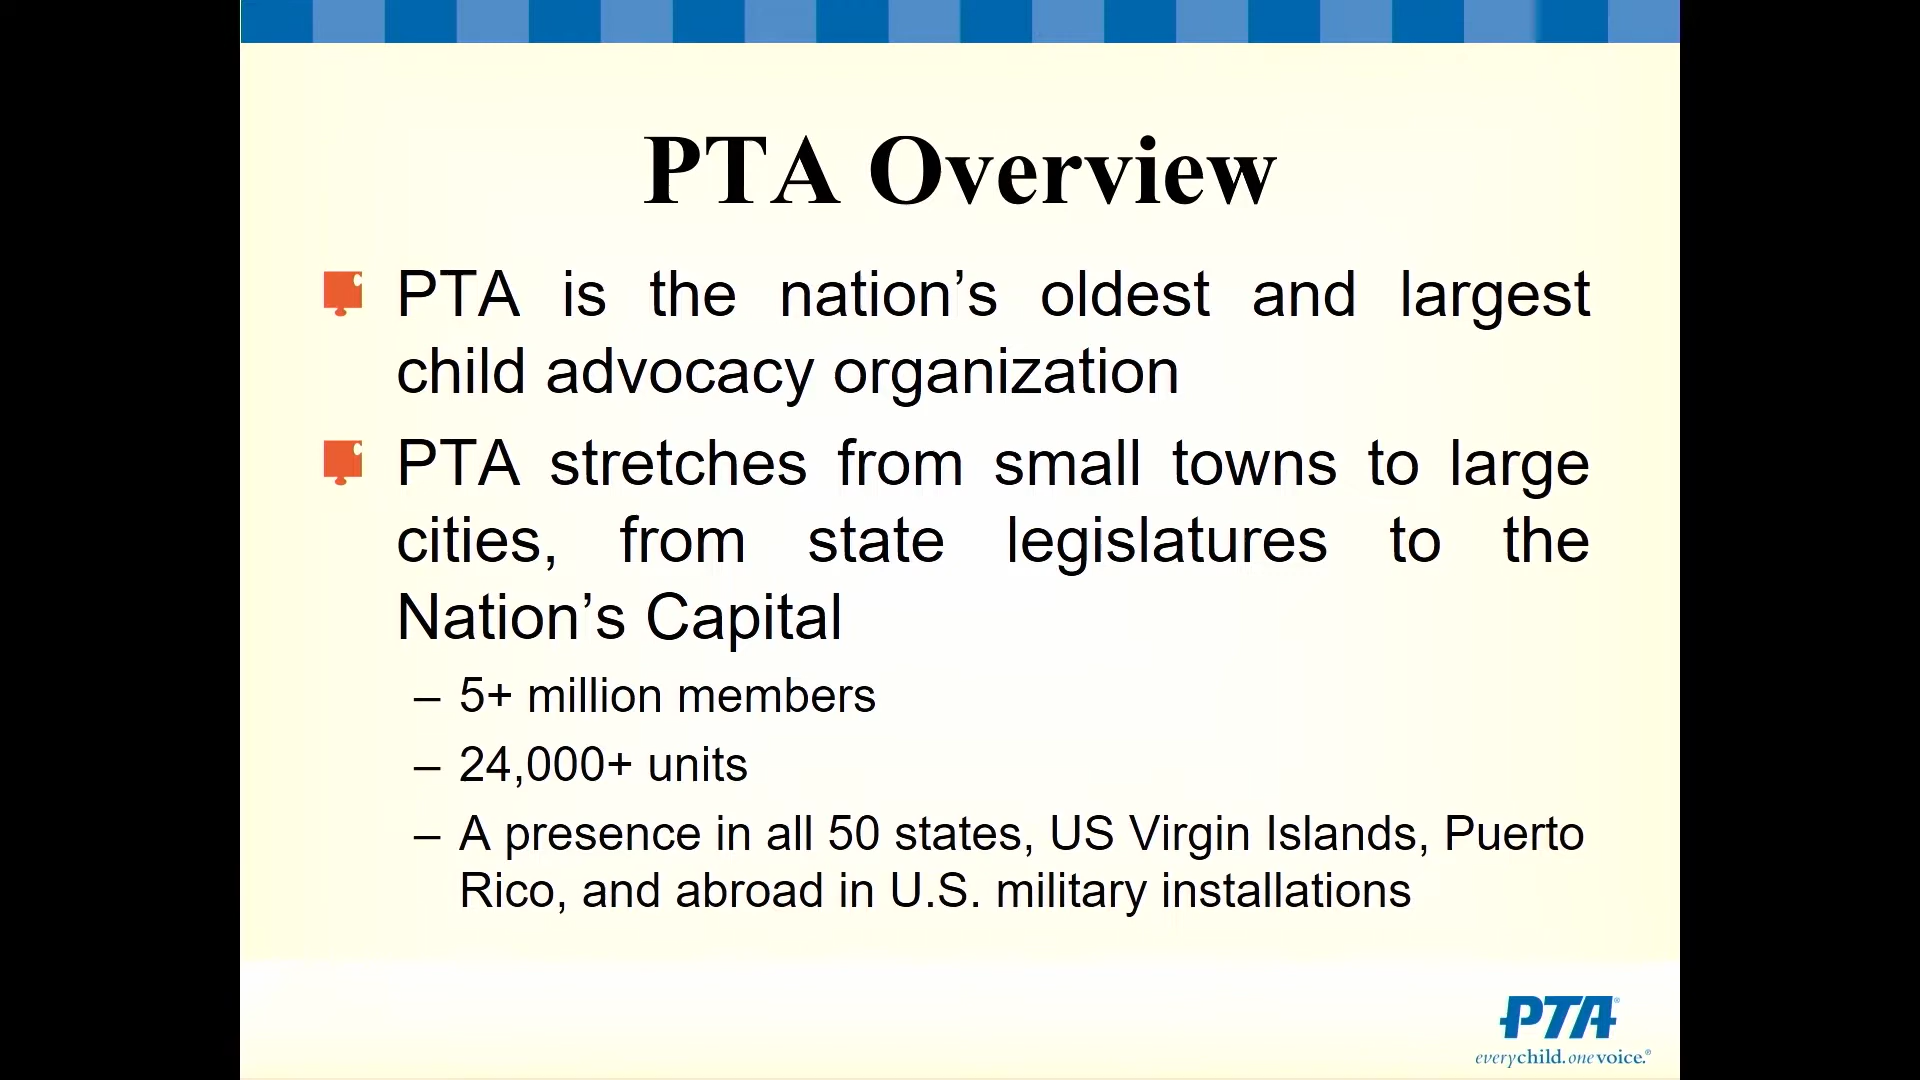 PTA Overview
PTA is the nation’s oldest and largest
child advocacy organization
PTA stretches from small towns to large
cities, from state legislatures to the
Nation’s Capital
– 5+ million members
– 24,000+ units
– A presence in all 50 states, US Virgin Islands, Puerto
Rico, and abroad in U.S. military installations
PTA®
everychild.onevoice.®